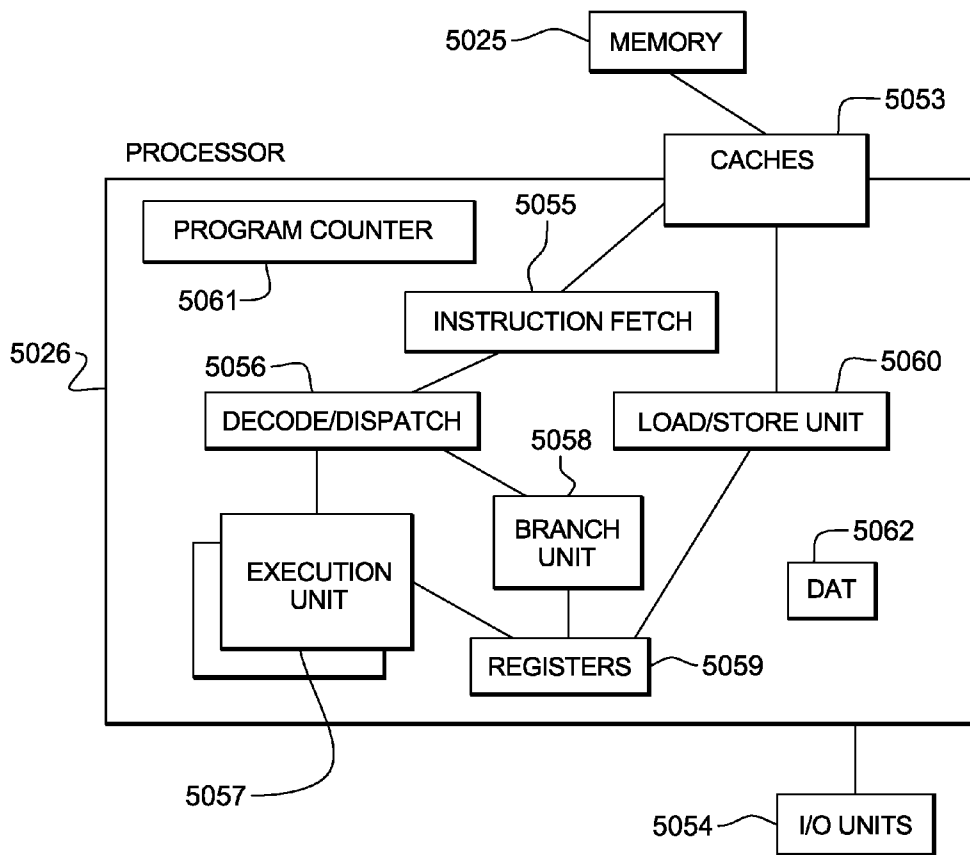 5025
MEMORY
5053
CACHES
PROCESSOR
PROGRAM COUNTER
5061
5055
INSTRUCTION FETCH
5026
5056
DECODE/DISPATCH
5060
LOAD/STORE UNIT
5058
BRANCH
UNIT
EXECUTION
UNIT
5062
DAT
REGISTERS
5059
5057
5054
I/O UNITS